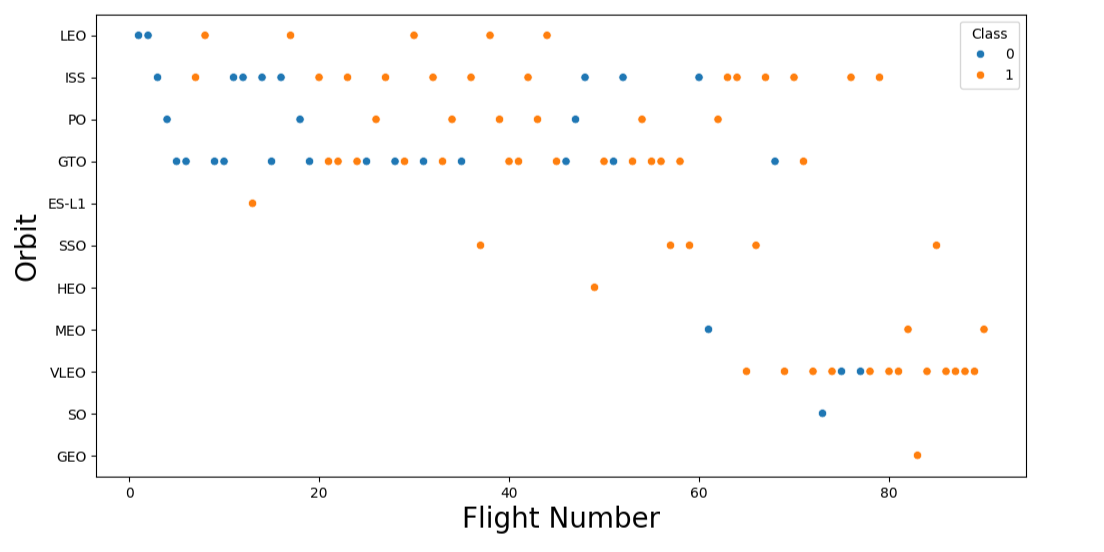 LEO
ISS
PO
GTO
ES-L1
SSO
HEO
MEO
VLEO
SO
GEO
Orbit
0 20 40 60 80
Flight Number
Class
0
1